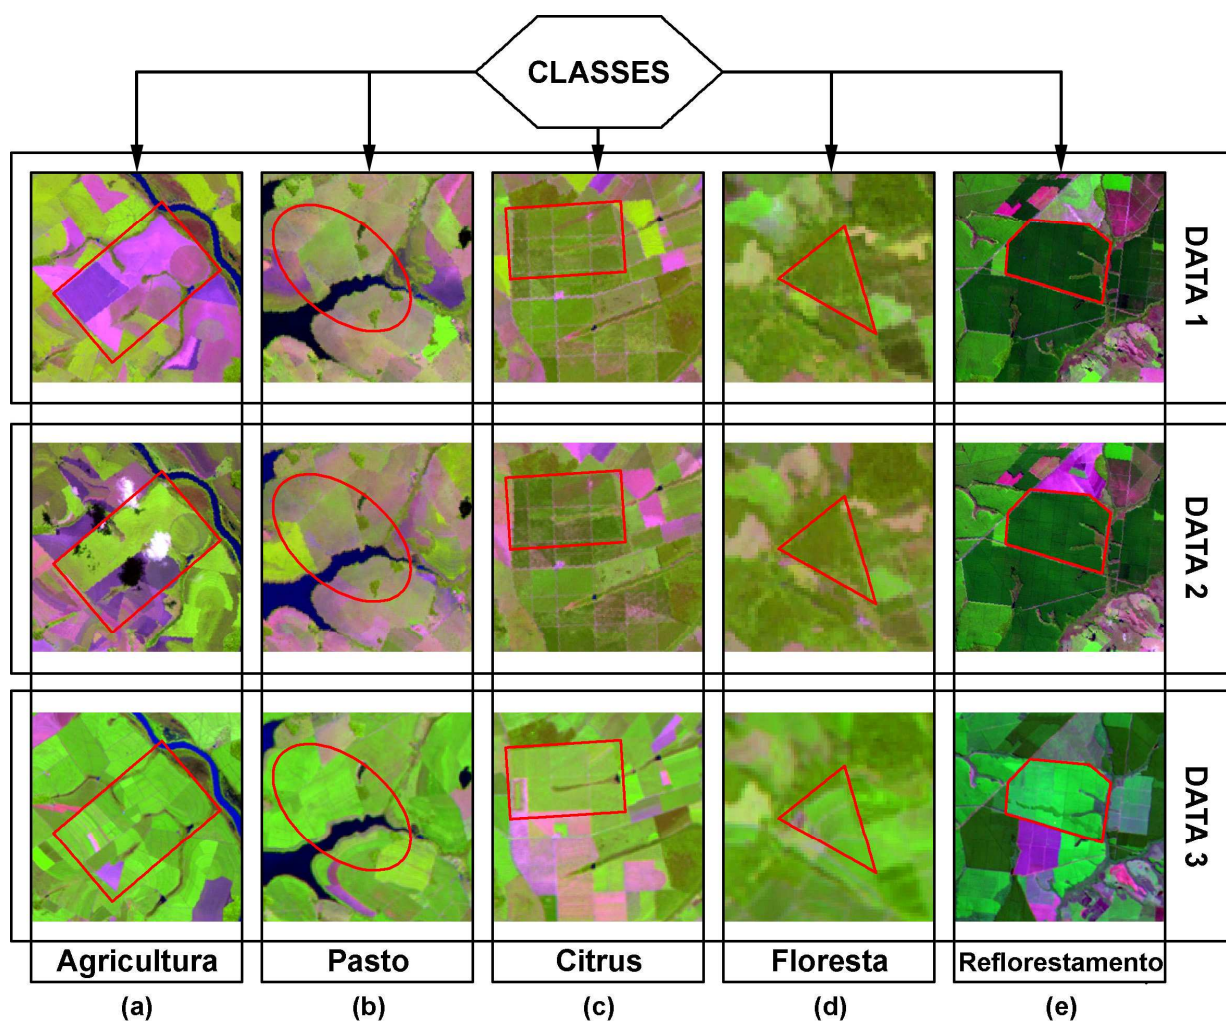 CLASSES
DATA 1
DATA 2
DATA 3
Agricultura
Pasto
Citrus
Floresta
Reflorestamento
(a)
(b)
(c)
(d)
(e)